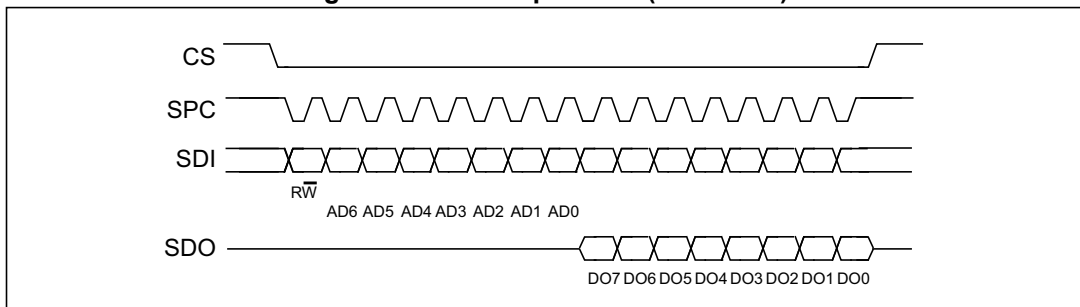 CS
SPC
SDI
RW̅
AD6 AD5 AD4 AD3 AD2 AD1 AD0
SDO
DO7 DO6 DO5 DO4 DO3 DO2 DO1 DO0